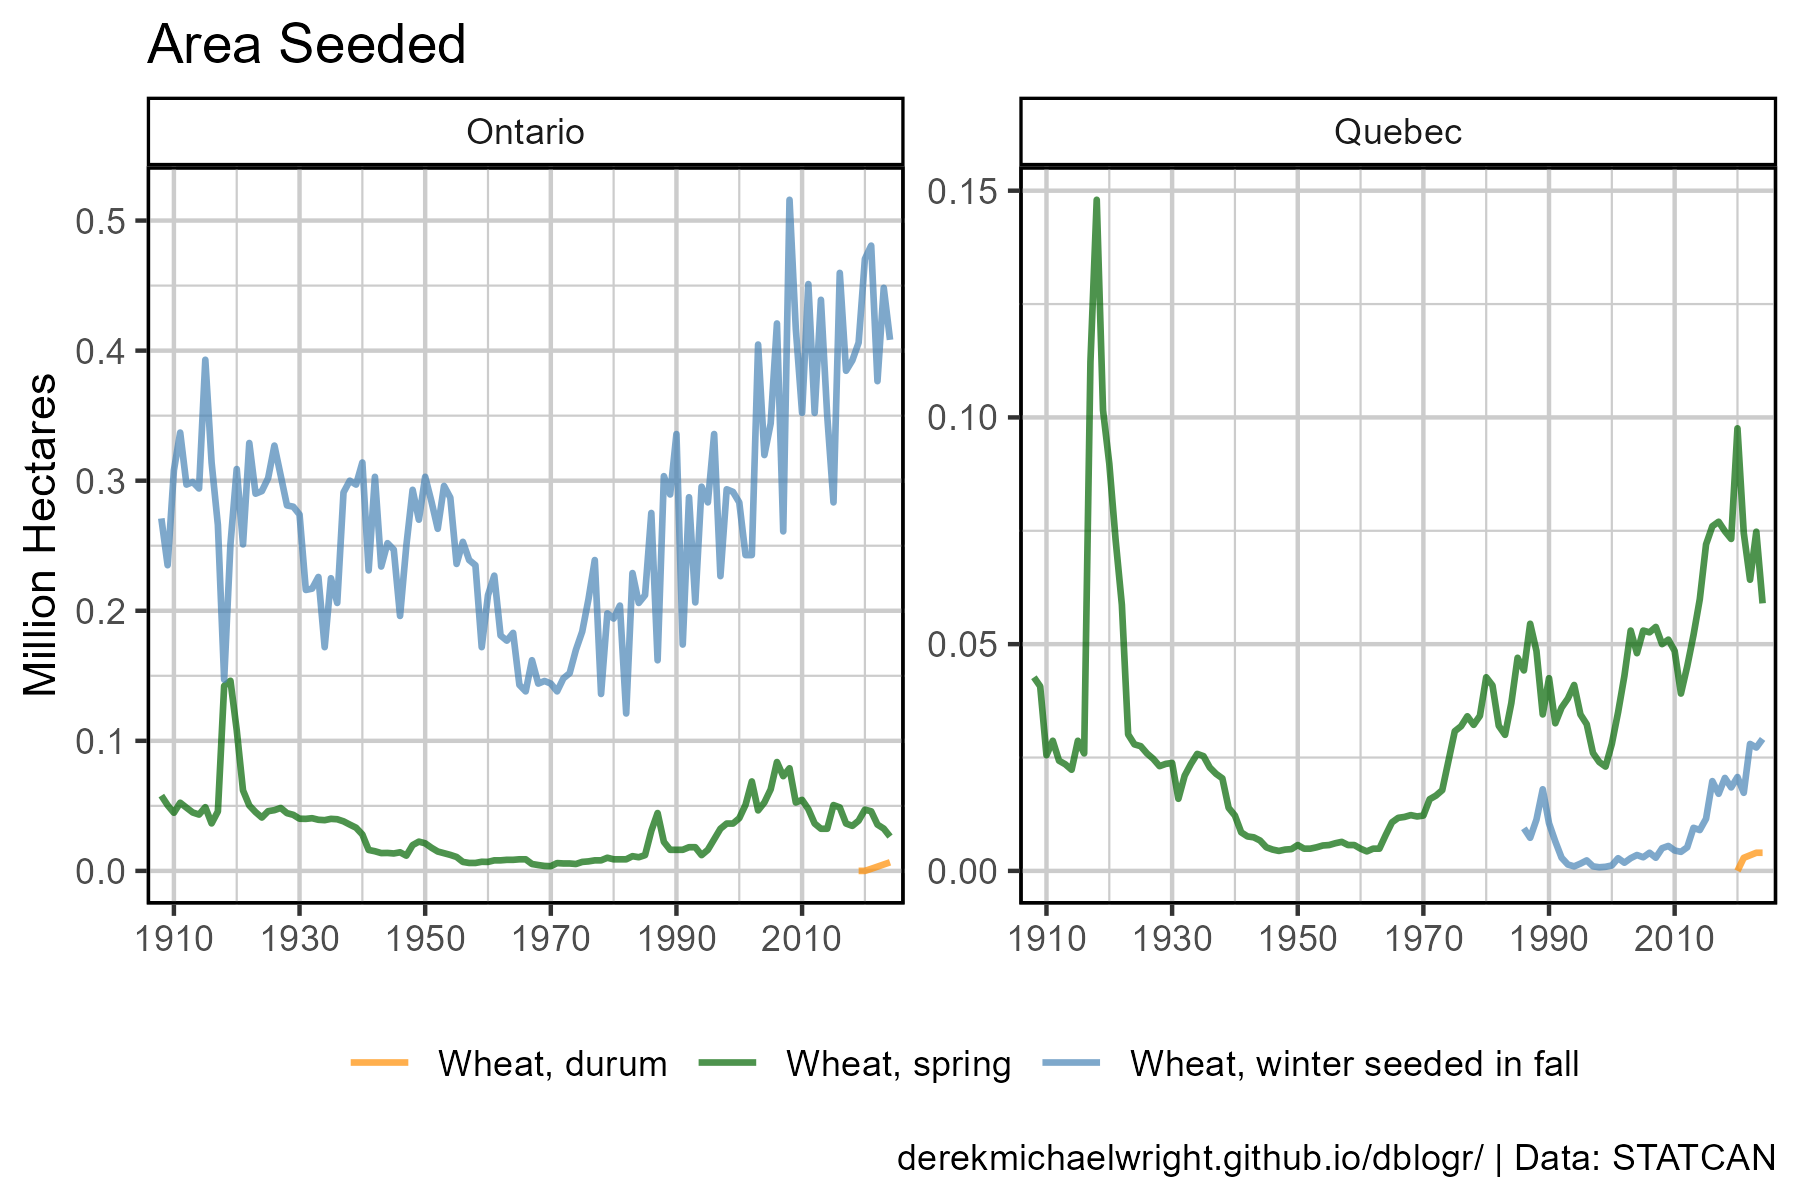 Area Seeded
Ontario
Quebec
Million Hectares
0.5
0.4
0.3
0.2
0.1
0.0
0.15
0.10
0.05
0.00
1910 1930 1950 1970 1990 2010
1910 1930 1950 1970 1990 2010
Wheat, durum Wheat, spring Wheat, winter seeded in fall
derekmichaelwright.github.io/dblogr/ | Data: STATCAN